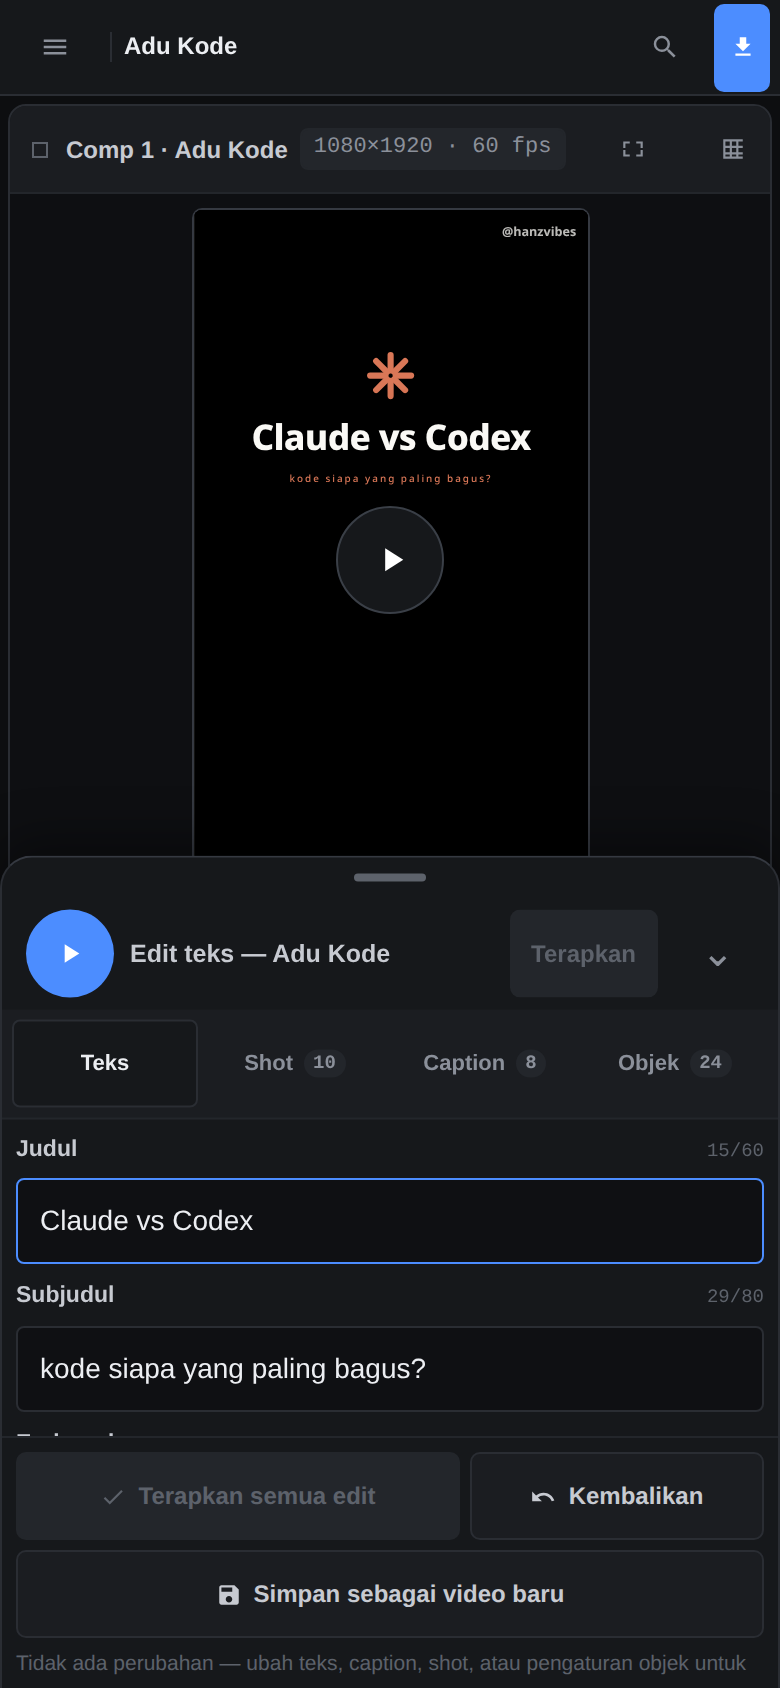 Adu Kode
Comp 1 · Adu Kode 1080×1920 · 60 fps
@hanzvibes
Claude vs Codex
kode siapa yang paling bagus?
Edit teks — Adu Kode Terapkan
Teks Shot 10 Caption 8 Objek 24
Judul 15/60
Claude vs Codex
Subjudul 29/80
kode siapa yang paling bagus?
Terapkan semua edit Kembalikan
Simpan sebagai video baru
Tidak ada perubahan — ubah teks, caption, shot, atau pengaturan objek untuk